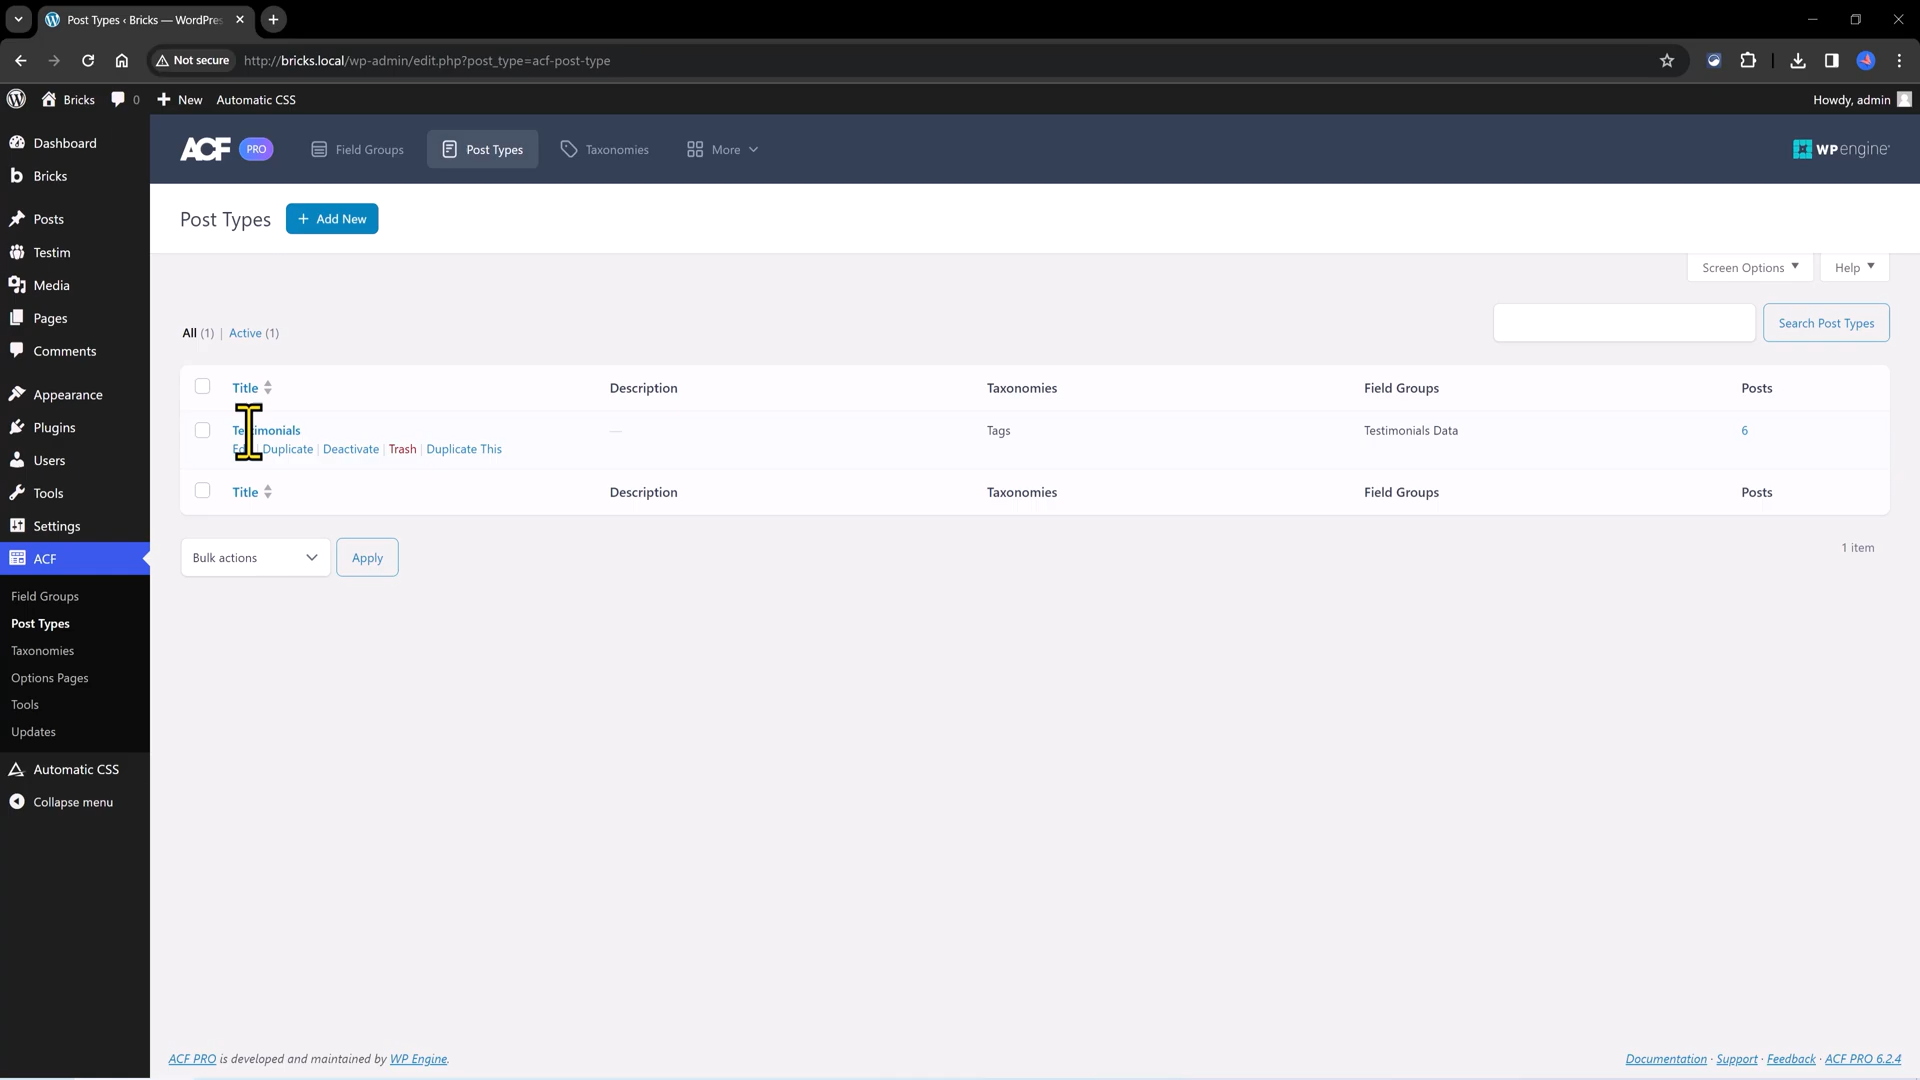 Post Types ‹ Bricks — WordPres
Not secure
http://bricks.local/wp-admin/edit.php?post_type=acf-post-type
Bricks
0
New
Automatic CSS
Howdy, admin
Dashboard
Bricks
Posts
Testim
Media
Pages
Comments
Appearance
Plugins
Users
Tools
Settings
ACF
Field Groups
Post Types
Taxonomies
Options Pages
Tools
Updates
Automatic CSS
Collapse menu
ACF PRO
Field Groups
Post Types
Taxonomies
More
WP engine
Post Types
+ Add New
Screen Options
Help
All (1) | Active (1)
Search Post Types
Title Description Taxonomies Field Groups Posts
Testimonials — Tags Testimonials Data 6
Duplicate | Deactivate | Trash | Duplicate This
Title Description Taxonomies Field Groups Posts
Bulk actions
Apply
1 item
ACF PRO is developed and maintained by WP Engine.
Documentation · Support · Feedback · ACF PRO 6.2.4